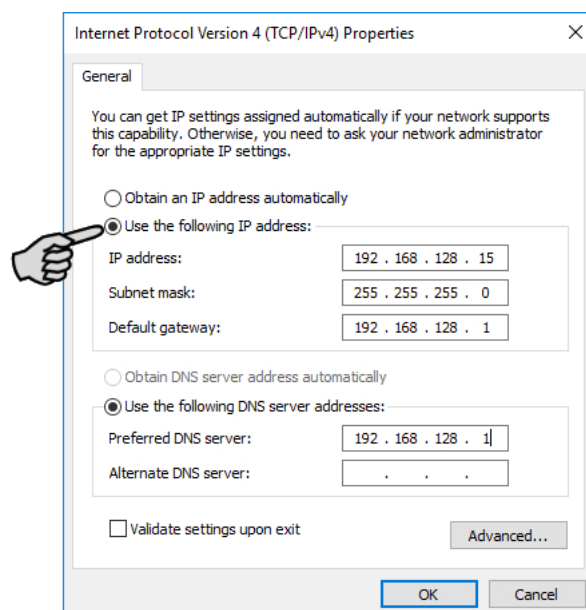 Internet Protocol Version 4 (TCP/IPv4) Properties
General
You can get IP settings assigned automatically if your network supports
this capability. Otherwise, you need to ask your network administrator
for the appropriate IP settings.
Obtain an IP address automatically
Use the following IP address:
IP address: 192 . 168 . 128 . 15
Subnet mask: 255 . 255 . 255 . 0
Default gateway: 192 . 168 . 128 . 1
Obtain DNS server address automatically
Use the following DNS server addresses:
Preferred DNS server: 192 . 168 . 128 . 1
Alternate DNS server: . . .
Validate settings upon exit
Advanced...
OK Cancel